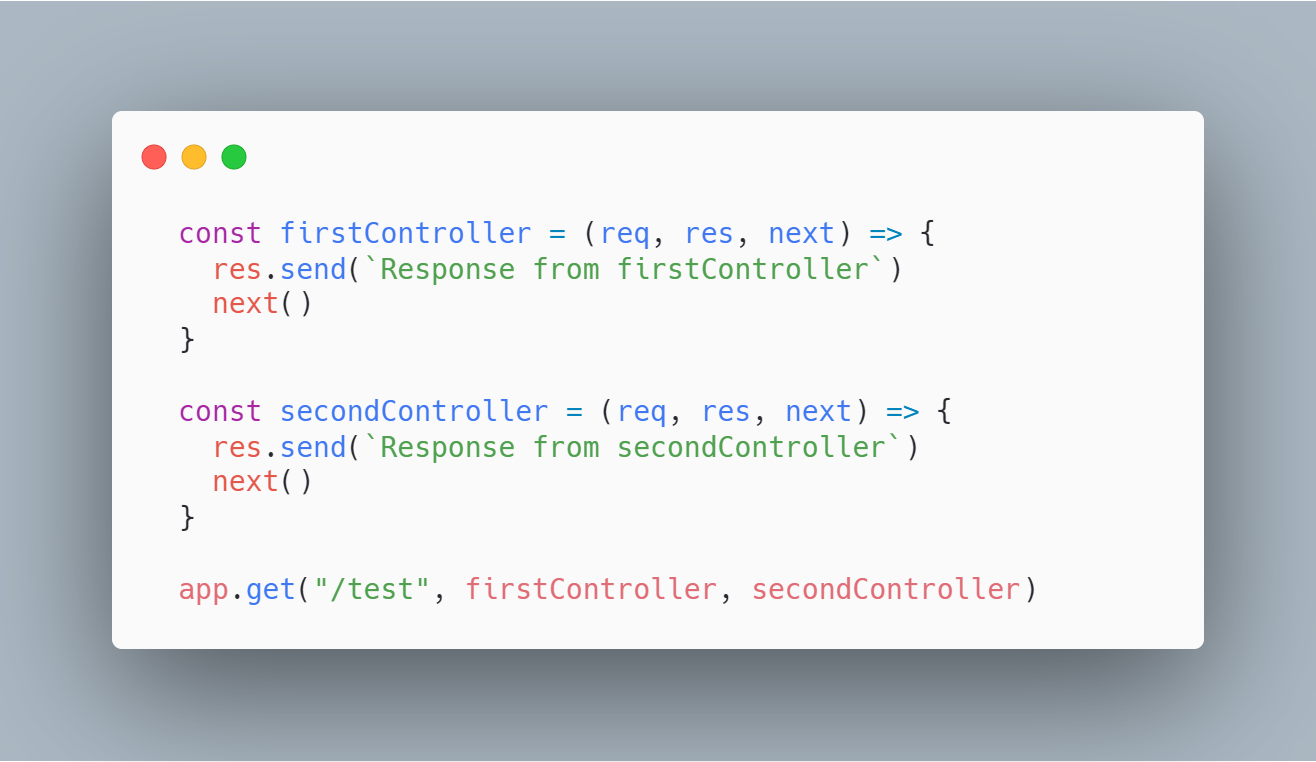 const firstController = (req, res, next) => {
  res.send(`Response from firstController`)
  next()
}
const secondController = (req, res, next) => {
  res.send(`Response from secondController`)
  next()
}
app.get("/test", firstController, secondController)